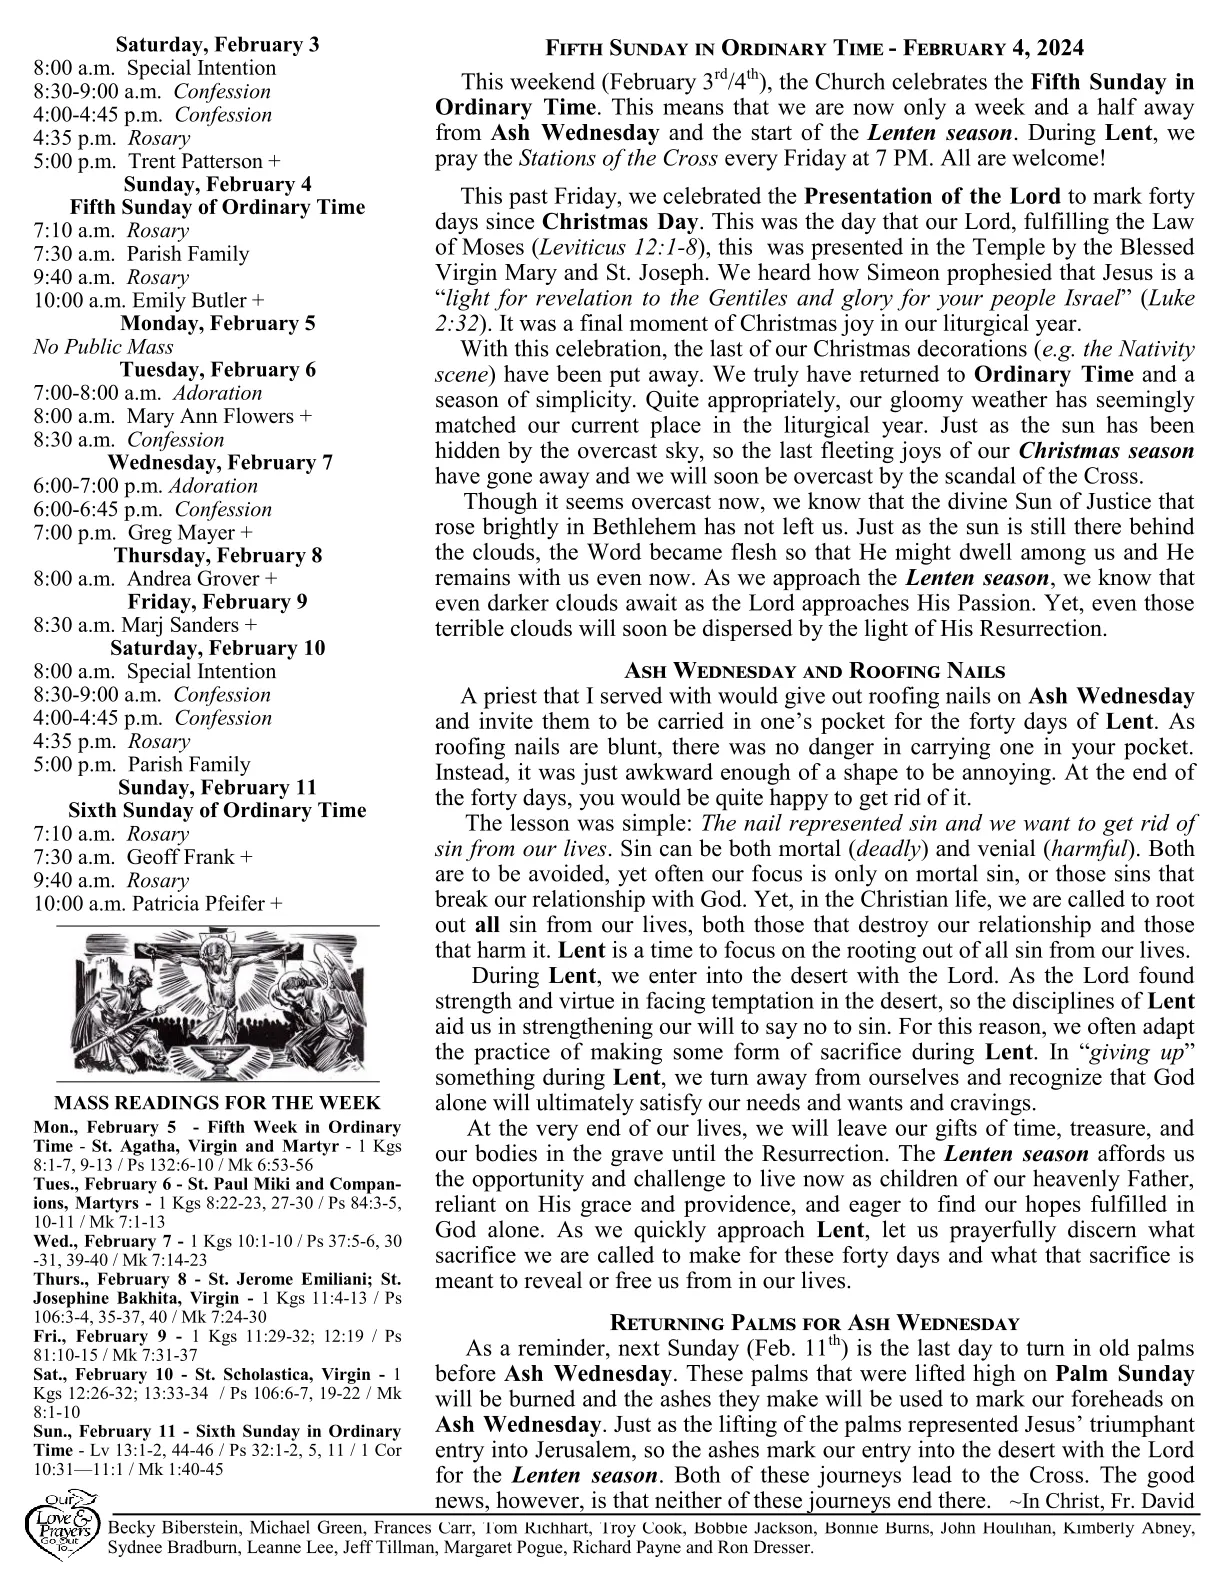 Saturday, February 3
8:00 a.m. Special Intention
8:30-9:00 a.m. Confession
4:00-4:45 p.m. Confession
4:35 p.m. Rosary
5:00 p.m. Trent Patterson +
Sunday, February 4
Fifth Sunday of Ordinary Time
7:10 a.m. Rosary
7:30 a.m. Parish Family
9:40 a.m. Rosary
10:00 a.m. Emily Butler +
Monday, February 5
No Public Mass
Tuesday, February 6
7:00-8:00 a.m. Adoration
8:00 a.m. Mary Ann Flowers +
8:30 a.m. Confession
Wednesday, February 7
6:00-7:00 p.m. Adoration
6:00-6:45 p.m. Confession
7:00 p.m. Greg Mayer +
Thursday, February 8
8:00 a.m. Andrea Grover +
Friday, February 9
8:30 a.m. Marj Sanders +
Saturday, February 10
8:00 a.m. Special Intention
8:30-9:00 a.m. Confession
4:00-4:45 p.m. Confession
4:35 p.m. Rosary
5:00 p.m. Parish Family
Sunday, February 11
Sixth Sunday of Ordinary Time
7:10 a.m. Rosary
7:30 a.m. Geoff Frank +
9:40 a.m. Rosary
10:00 a.m. Patricia Pfeifer +
MASS READINGS FOR THE WEEK
Mon., February 5 - Fifth Week in Ordinary
Time - St. Agatha, Virgin and Martyr - 1 Kgs
8:1-7, 9-13 / Ps 132:6-10 / Mk 6:53-56
Tues., February 6 - St. Paul Miki and Compan-
ions, Martyrs - 1 Kgs 8:22-23, 27-30 / Ps 84:3-5,
10-11 / Mk 7:1-13
Wed., February 7 - 1 Kgs 10:1-10 / Ps 37:5-6, 30
-31, 39-40 / Mk 7:14-23
Thurs., February 8 - St. Jerome Emiliani; St.
Josephine Bakhita, Virgin - 1 Kgs 11:4-13 / Ps
106:3-4, 35-37, 40 / Mk 7:24-30
Fri., February 9 - 1 Kgs 11:29-32; 12:19 / Ps
81:10-15 / Mk 7:31-37
Sat., February 10 - St. Scholastica, Virgin - 1
Kgs 12:26-32; 13:33-34 / Ps 106:6-7, 19-22 / Mk
8:1-10
Sun., February 11 - Sixth Sunday in Ordinary
Time - Lv 13:1-2, 44-46 / Ps 32:1-2, 5, 11 / 1 Cor
10:31—11:1 / Mk 1:40-45
FIFTH SUNDAY IN ORDINARY TIME - FEBRUARY 4, 2024
This weekend (February 3rd/4th), the Church celebrates the Fifth Sunday in
Ordinary Time. This means that we are now only a week and a half away
from Ash Wednesday and the start of the Lenten season. During Lent, we
pray the Stations of the Cross every Friday at 7 PM. All are welcome!
This past Friday, we celebrated the Presentation of the Lord to mark forty
days since Christmas Day. This was the day that our Lord, fulfilling the Law
of Moses (Leviticus 12:1-8), this was presented in the Temple by the Blessed
Virgin Mary and St. Joseph. We heard how Simeon prophesied that Jesus is a
“light for revelation to the Gentiles and glory for your people Israel” (Luke
2:32). It was a final moment of Christmas joy in our liturgical year.
With this celebration, the last of our Christmas decorations (e.g. the Nativity
scene) have been put away. We truly have returned to Ordinary Time and a
season of simplicity. Quite appropriately, our gloomy weather has seemingly
matched our current place in the liturgical year. Just as the sun has been
hidden by the overcast sky, so the last fleeting joys of our Christmas season
have gone away and we will soon be overcast by the scandal of the Cross.
Though it seems overcast now, we know that the divine Sun of Justice that
rose brightly in Bethlehem has not left us. Just as the sun is still there behind
the clouds, the Word became flesh so that He might dwell among us and He
remains with us even now. As we approach the Lenten season, we know that
even darker clouds await as the Lord approaches His Passion. Yet, even those
terrible clouds will soon be dispersed by the light of His Resurrection.
ASH WEDNESDAY AND ROOFING NAILS
A priest that I served with would give out roofing nails on Ash Wednesday
and invite them to be carried in one’s pocket for the forty days of Lent. As
roofing nails are blunt, there was no danger in carrying one in your pocket.
Instead, it was just awkward enough of a shape to be annoying. At the end of
the forty days, you would be quite happy to get rid of it.
The lesson was simple: The nail represented sin and we want to get rid of
sin from our lives. Sin can be both mortal (deadly) and venial (harmful). Both
are to be avoided, yet often our focus is only on mortal sin, or those sins that
break our relationship with God. Yet, in the Christian life, we are called to root
out all sin from our lives, both those that destroy our relationship and those
that harm it. Lent is a time to focus on the rooting out of all sin from our lives.
During Lent, we enter into the desert with the Lord. As the Lord found
strength and virtue in facing temptation in the desert, so the disciplines of Lent
aid us in strengthening our will to say no to sin. For this reason, we often adapt
the practice of making some form of sacrifice during Lent. In “giving up”
something during Lent, we turn away from ourselves and recognize that God
alone will ultimately satisfy our needs and wants and cravings.
At the very end of our lives, we will leave our gifts of time, treasure, and
our bodies in the grave until the Resurrection. The Lenten season affords us
the opportunity and challenge to live now as children of our heavenly Father,
reliant on His grace and providence, and eager to find our hopes fulfilled in
God alone. As we quickly approach Lent, let us prayerfully discern what
sacrifice we are called to make for these forty days and what that sacrifice is
meant to reveal or free us from in our lives.
RETURNING PALMS FOR ASH WEDNESDAY
As a reminder, next Sunday (Feb. 11th) is the last day to turn in old palms
before Ash Wednesday. These palms that were lifted high on Palm Sunday
will be burned and the ashes they make will be used to mark our foreheads on
Ash Wednesday. Just as the lifting of the palms represented Jesus’ triumphant
entry into Jerusalem, so the ashes mark our entry into the desert with the Lord
for the Lenten season. Both of these journeys lead to the Cross. The good
news, however, is that neither of these journeys end there. ~In Christ, Fr. David
Our
Love &
Prayers
Go Out
To...
Becky Biberstein, Michael Green, Frances Carr, Tom Richhart, Troy Cook, Bobbie Jackson, Bonnie Burns, John Houlihan, Kimberly Abney,
Sydnee Bradburn, Leanne Lee, Jeff Tillman, Margaret Pogue, Richard Payne and Ron Dresser.